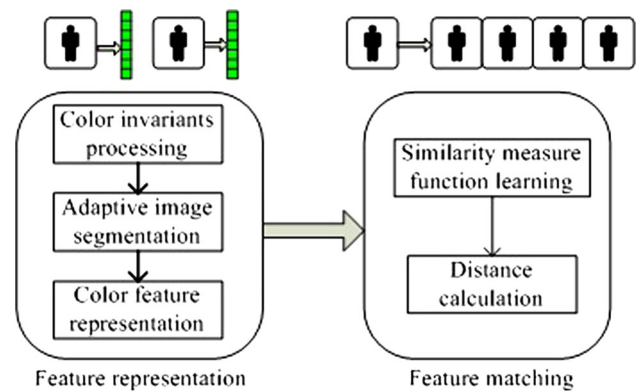 Color invariants
processing
Adaptive image
segmentation
Color feature
representation
Feature representation
Similarity measure
function learning
Distance
calculation
Feature matching